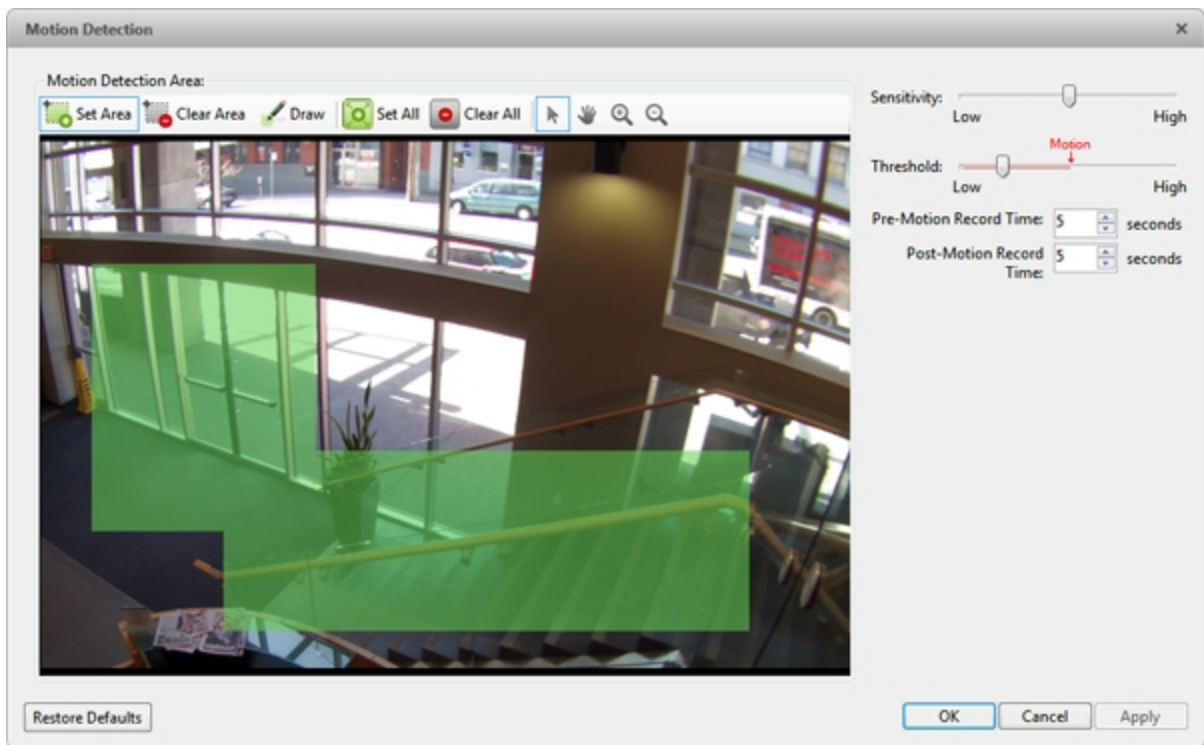 Motion Detection
Motion Detection Area:
Set Area Clear Area Draw Set All Clear All
Sensitivity:
Low High
Motion
Threshold:
Low High
Pre-Motion Record Time: 5 seconds
Post-Motion Record Time: 5 seconds
Restore Defaults
OK Cancel Apply